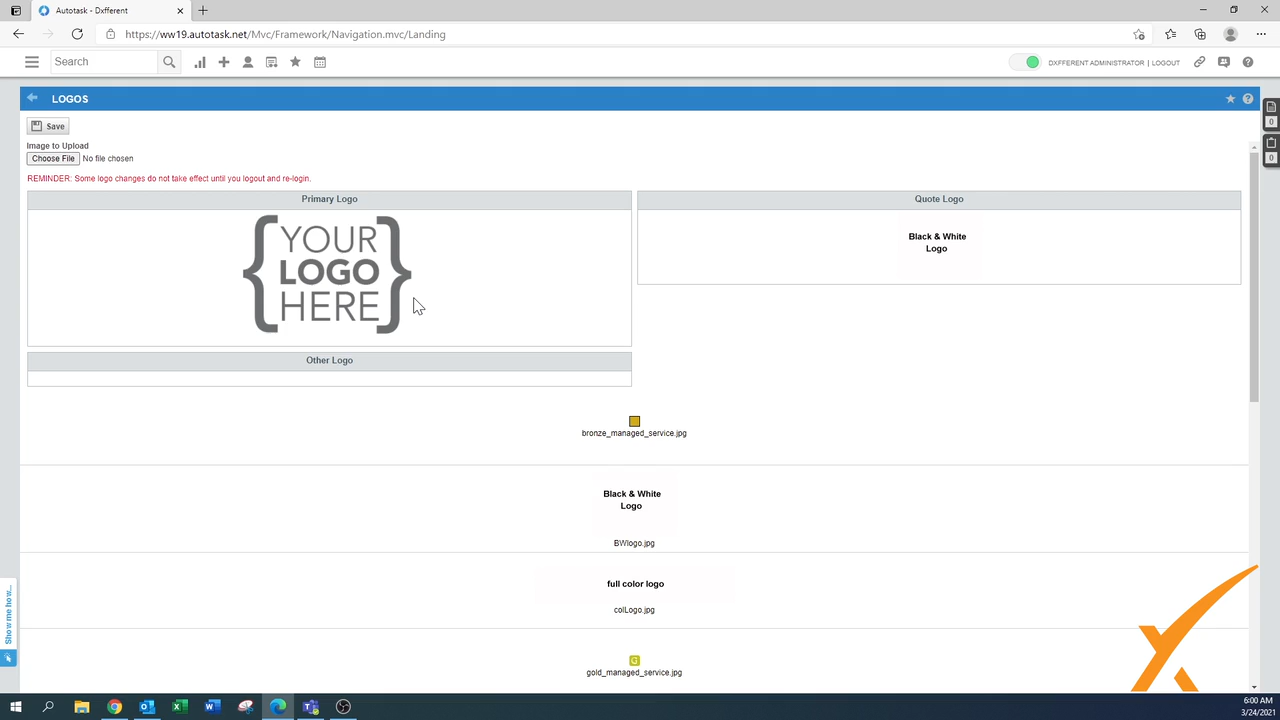 Autotask - Dxfferent
https://ww19.autotask.net/Mvc/Framework/Navigation.mvc/Landing
Search
DXFFERENT ADMINISTRATOR | LOGOUT
LOGOS
Save
Image to Upload
Choose File No file chosen
REMINDER: Some logo changes do not take effect until you logout and re-login.
Primary Logo
YOUR
LOGO
HERE
Quote Logo
Black & White
Logo
Other Logo
bronze_managed_service.jpg
Black & White
Logo
BWlogo.jpg
full color logo
colLogo.jpg
G
gold_managed_service.jpg
0
0
Show me how...
6:00 AM
3/24/2021